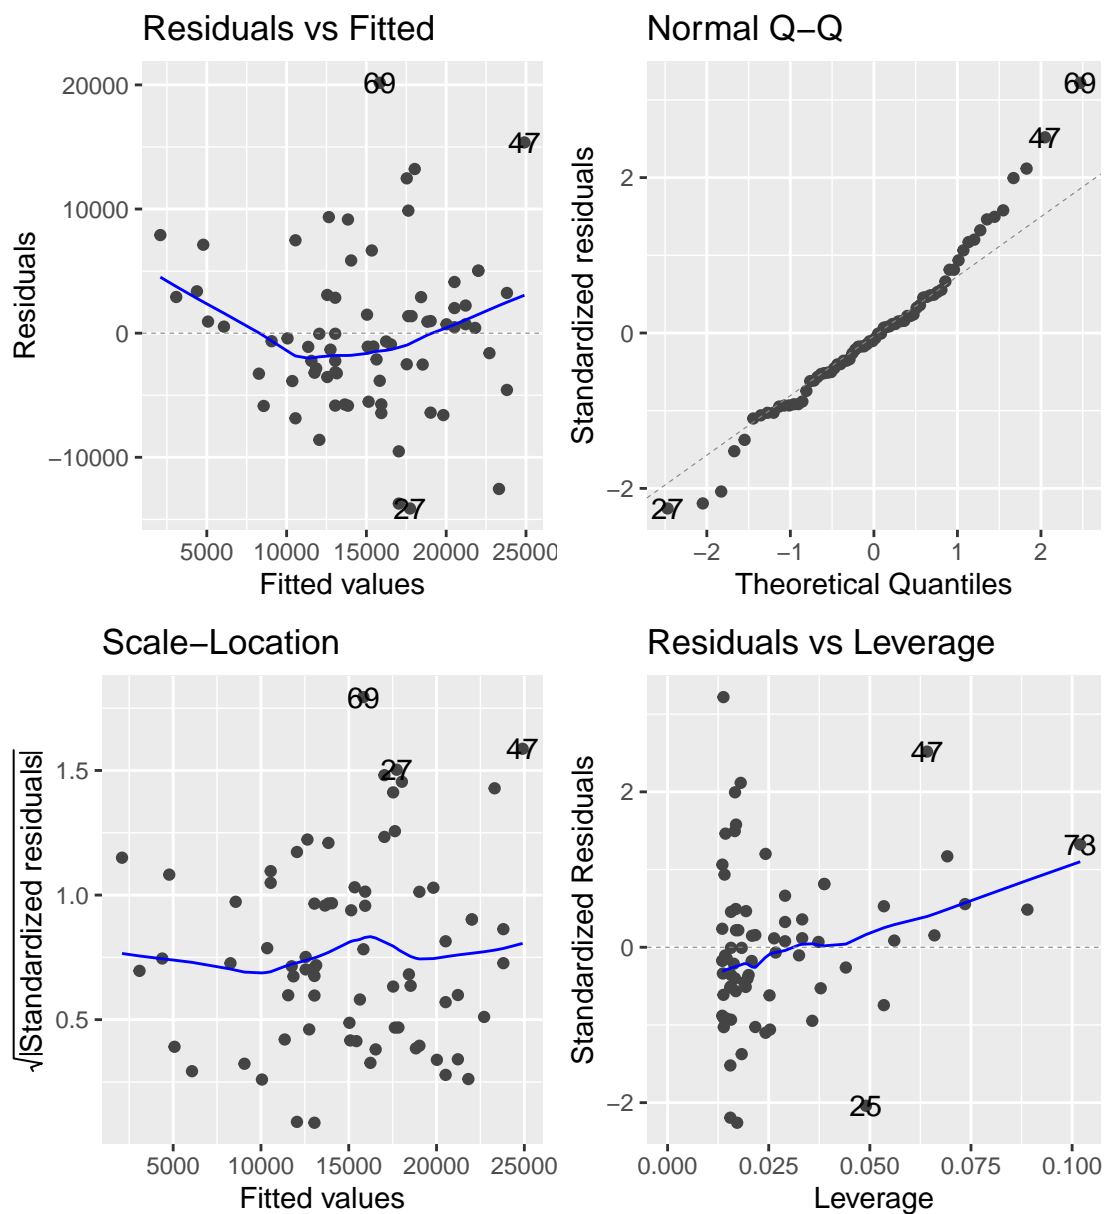 Residuals vs Fitted
Residuals
20000
10000
0
−10000
69
47
27
5000 10000 15000 20000 25000
Fitted values
Normal Q−Q
Standardized residuals
2
0
−2
69
47
27
−2 −1 0 1 2
Theoretical Quantiles
Scale−Location
√|Standardized residuals|
1.5
1.0
0.5
69
47
27
5000 10000 15000 20000 25000
Fitted values
Residuals vs Leverage
Standardized Residuals
2
0
−2
47
73
25
0.000 0.025 0.050 0.075 0.100
Leverage